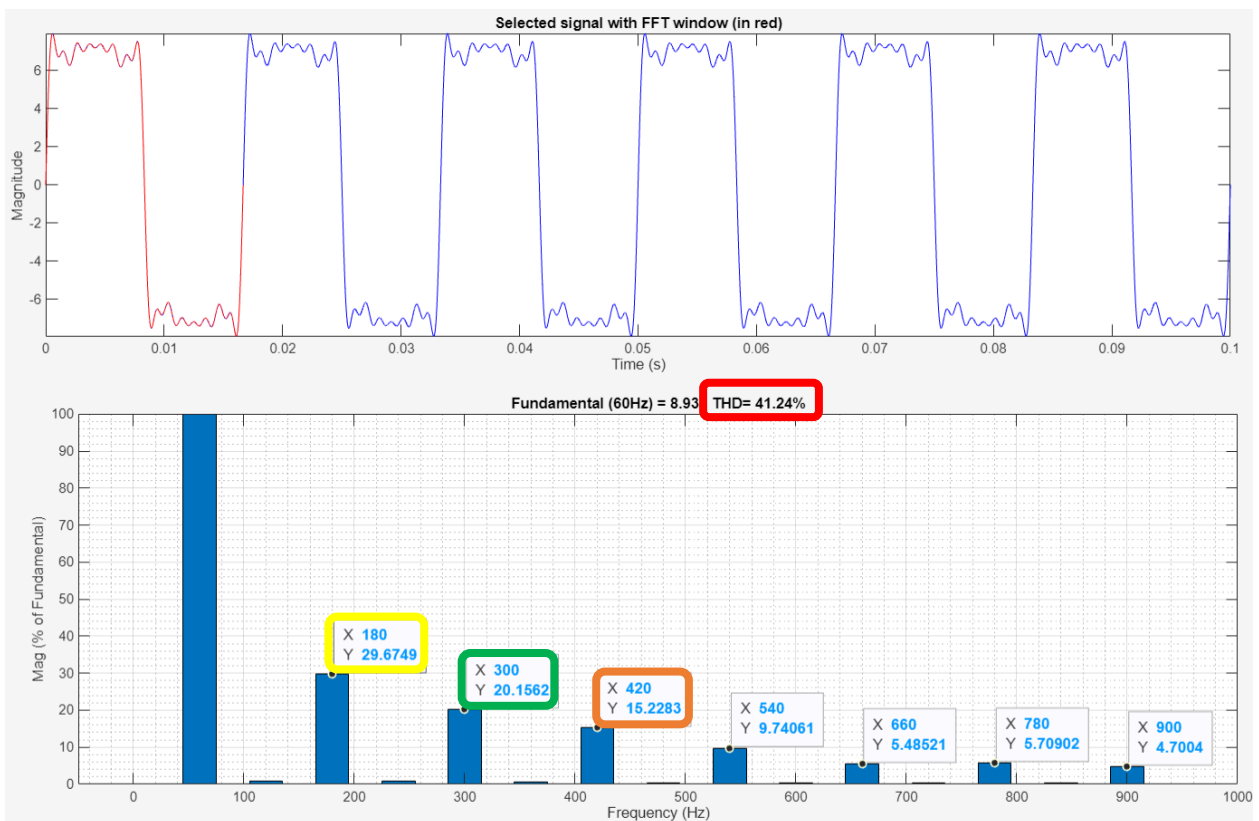 Selected signal with FFT window (in red)
6
4
2
0
-2
-4
-6
Magnitude
0 0.01 0.02 0.03 0.04 0.05 0.06 0.07 0.08 0.09 0.1
Time (s)
Fundamental (60Hz) = 8.93 THD= 41.24%
100
90
80
70
60
50
40
30
20
10
0
Mag (% of Fundamental)
X 180
Y 29.6749
X 300
Y 20.1562
X 420
Y 15.2283
X 540
Y 9.74061
X 660
Y 5.48521
X 780
Y 5.70902
X 900
Y 4.7004
0 100 200 300 400 500 600 700 800 900 1000
Frequency (Hz)